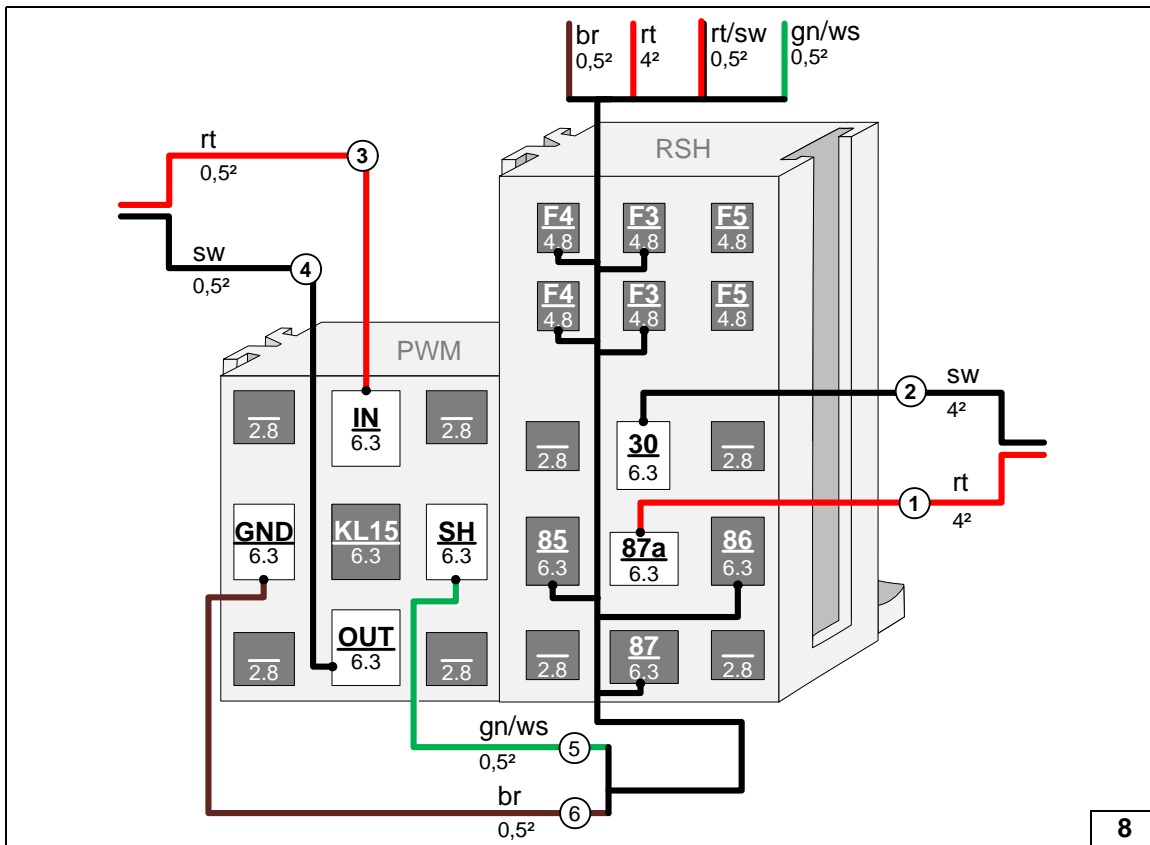 br rt rt/sw gn/ws
0,5² 4² 0,5² 0,5²
rt
0,5²
3
RSH
sw
0,5²
4
F4 F3 F5
4.8 4.8 4.8
F4 F3 F5
4.8 4.8 4.8
PWM
2
sw
4²
IN
2.8 6.3 2.8
30
2.8 6.3 2.8
1
rt
4²
GND KL15 SH
6.3 6.3 6.3
85 87a 86
6.3 6.3 6.3
OUT
2.8 6.3 2.8
87
2.8 6.3 2.8
gn/ws
0,5²
5
br
0,5²
6
8